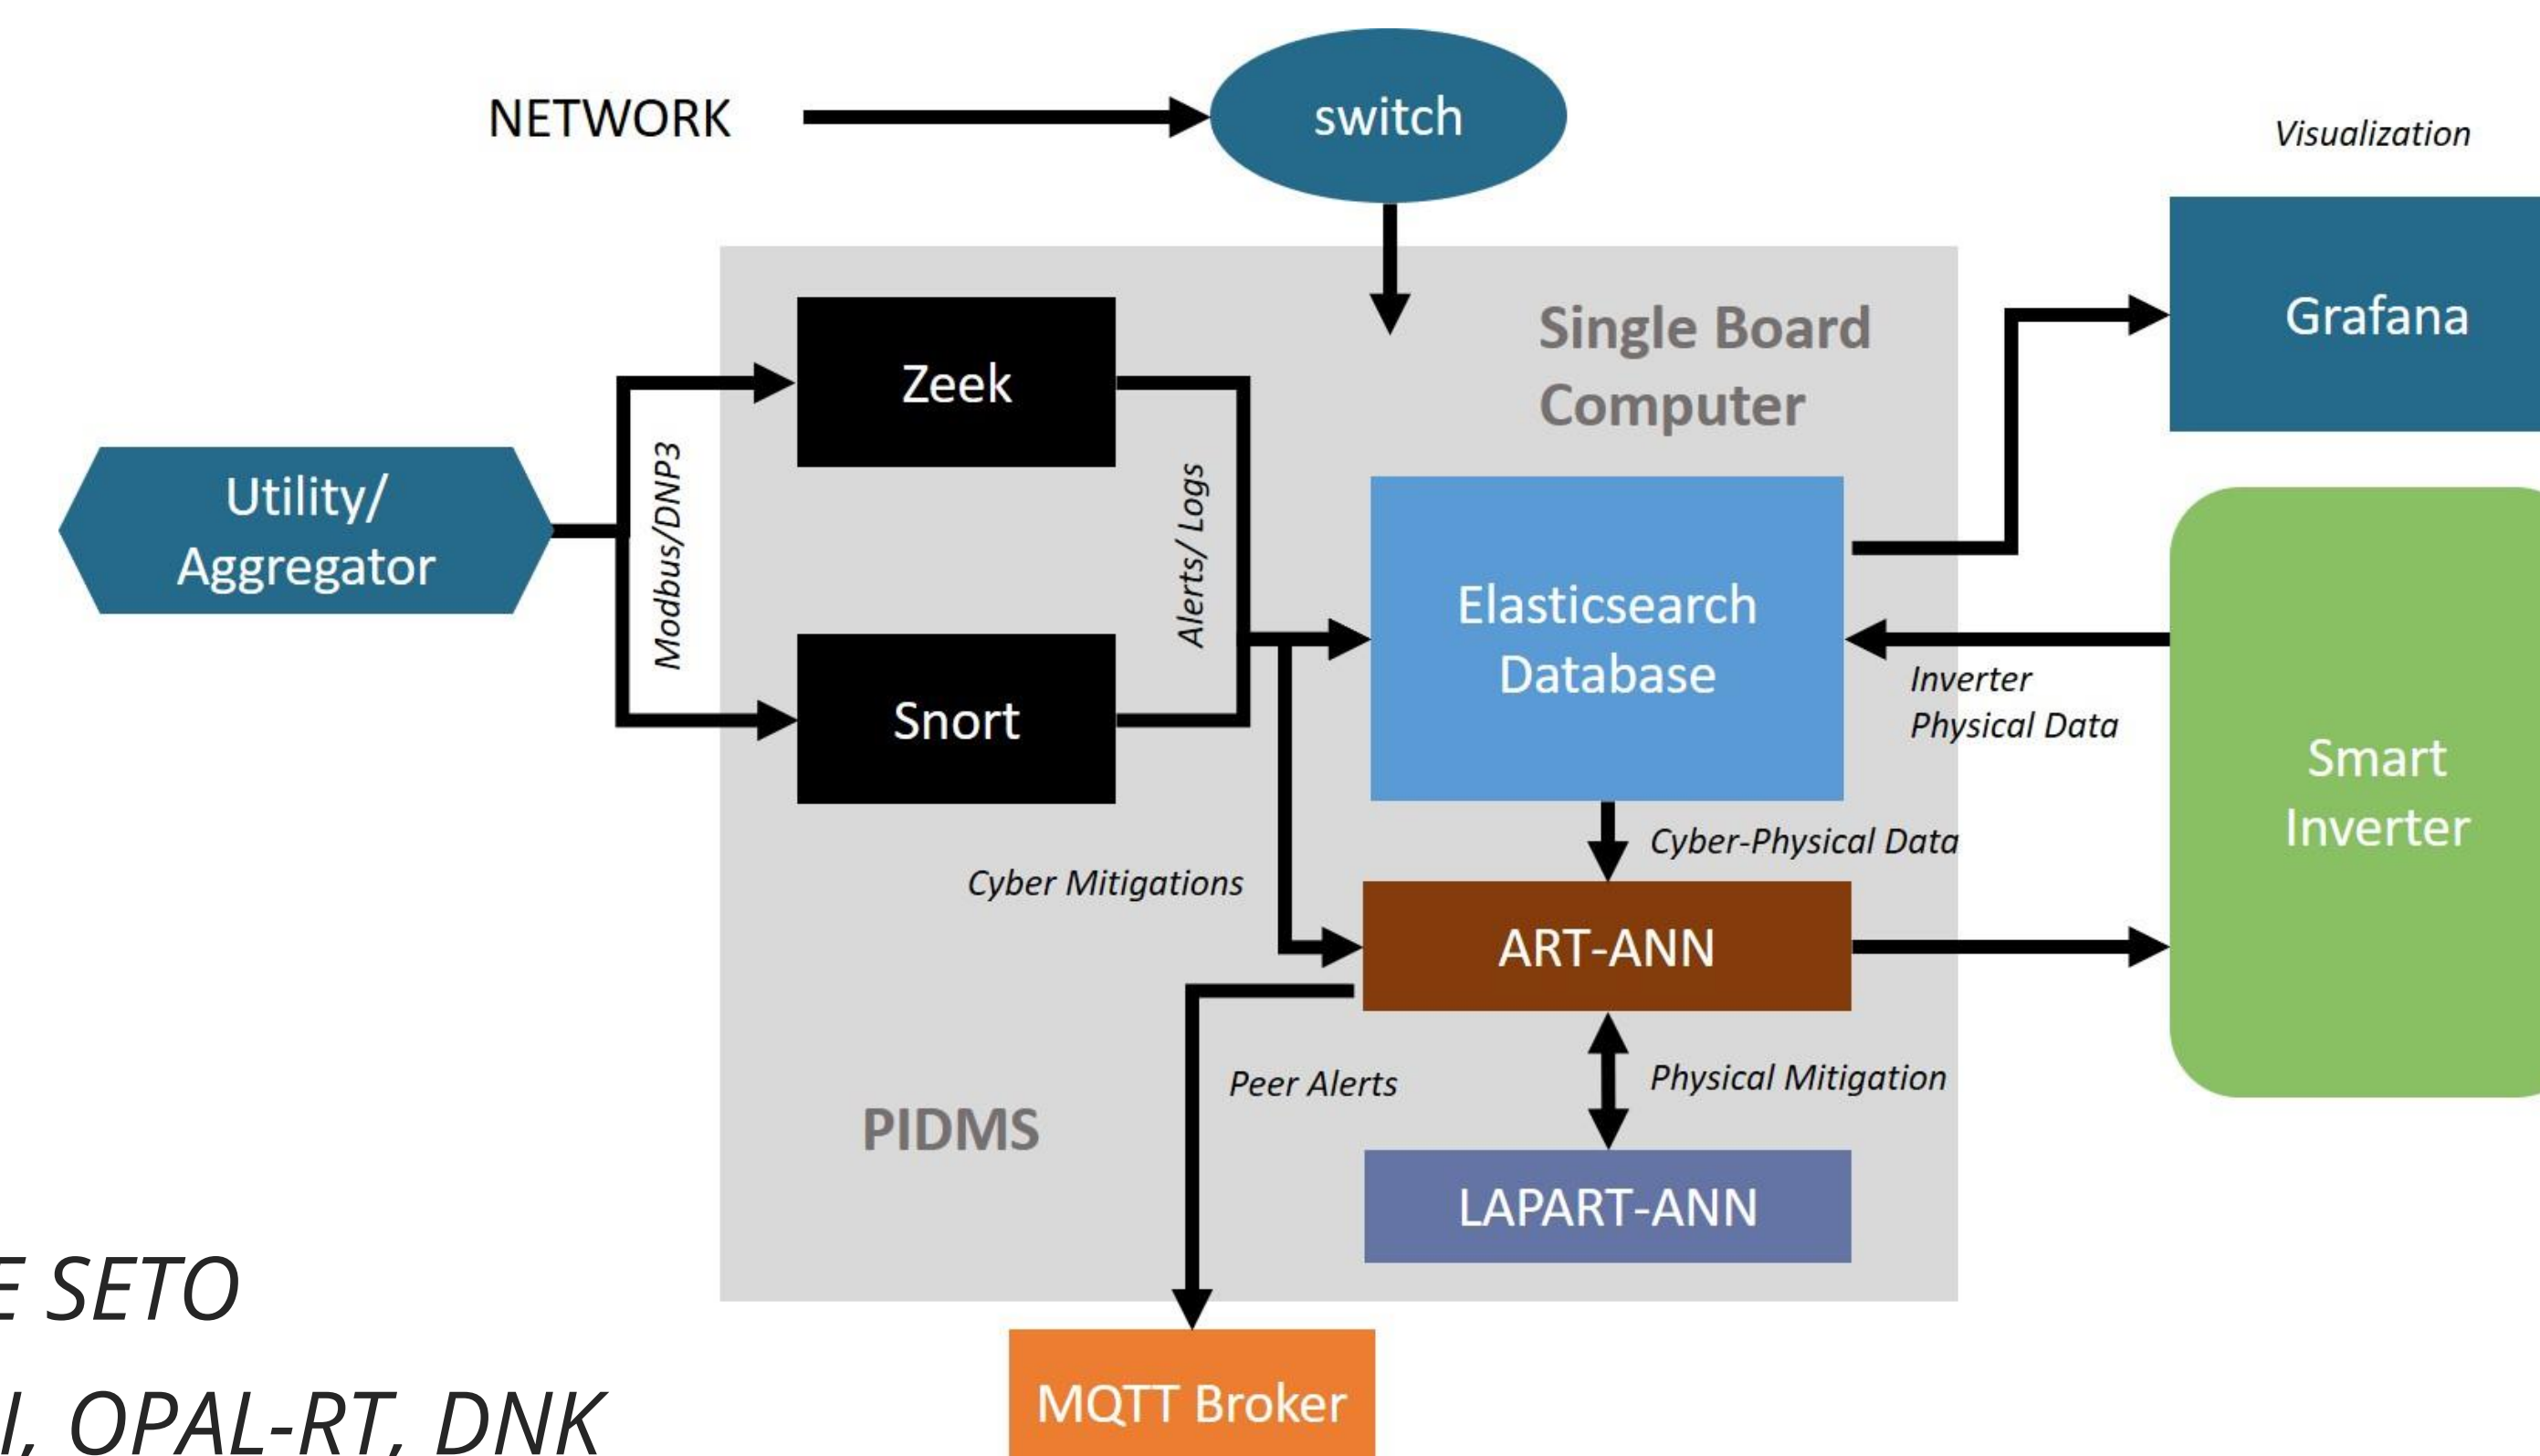 NETWORK
switch
Visualization
Single Board
Computer
Grafana
Zeek
Utility/
Aggregator
Modbus/DNP3
Alerts/ Logs
Elasticsearch
Database
Snort
Inverter
Physical Data
Smart
Inverter
Cyber-Physical Data
Cyber Mitigations
ART-ANN
Peer Alerts
Physical Mitigation
PIDMS
LAPART-ANN
SETO
OPAL-RT, DNK
MQTT Broker